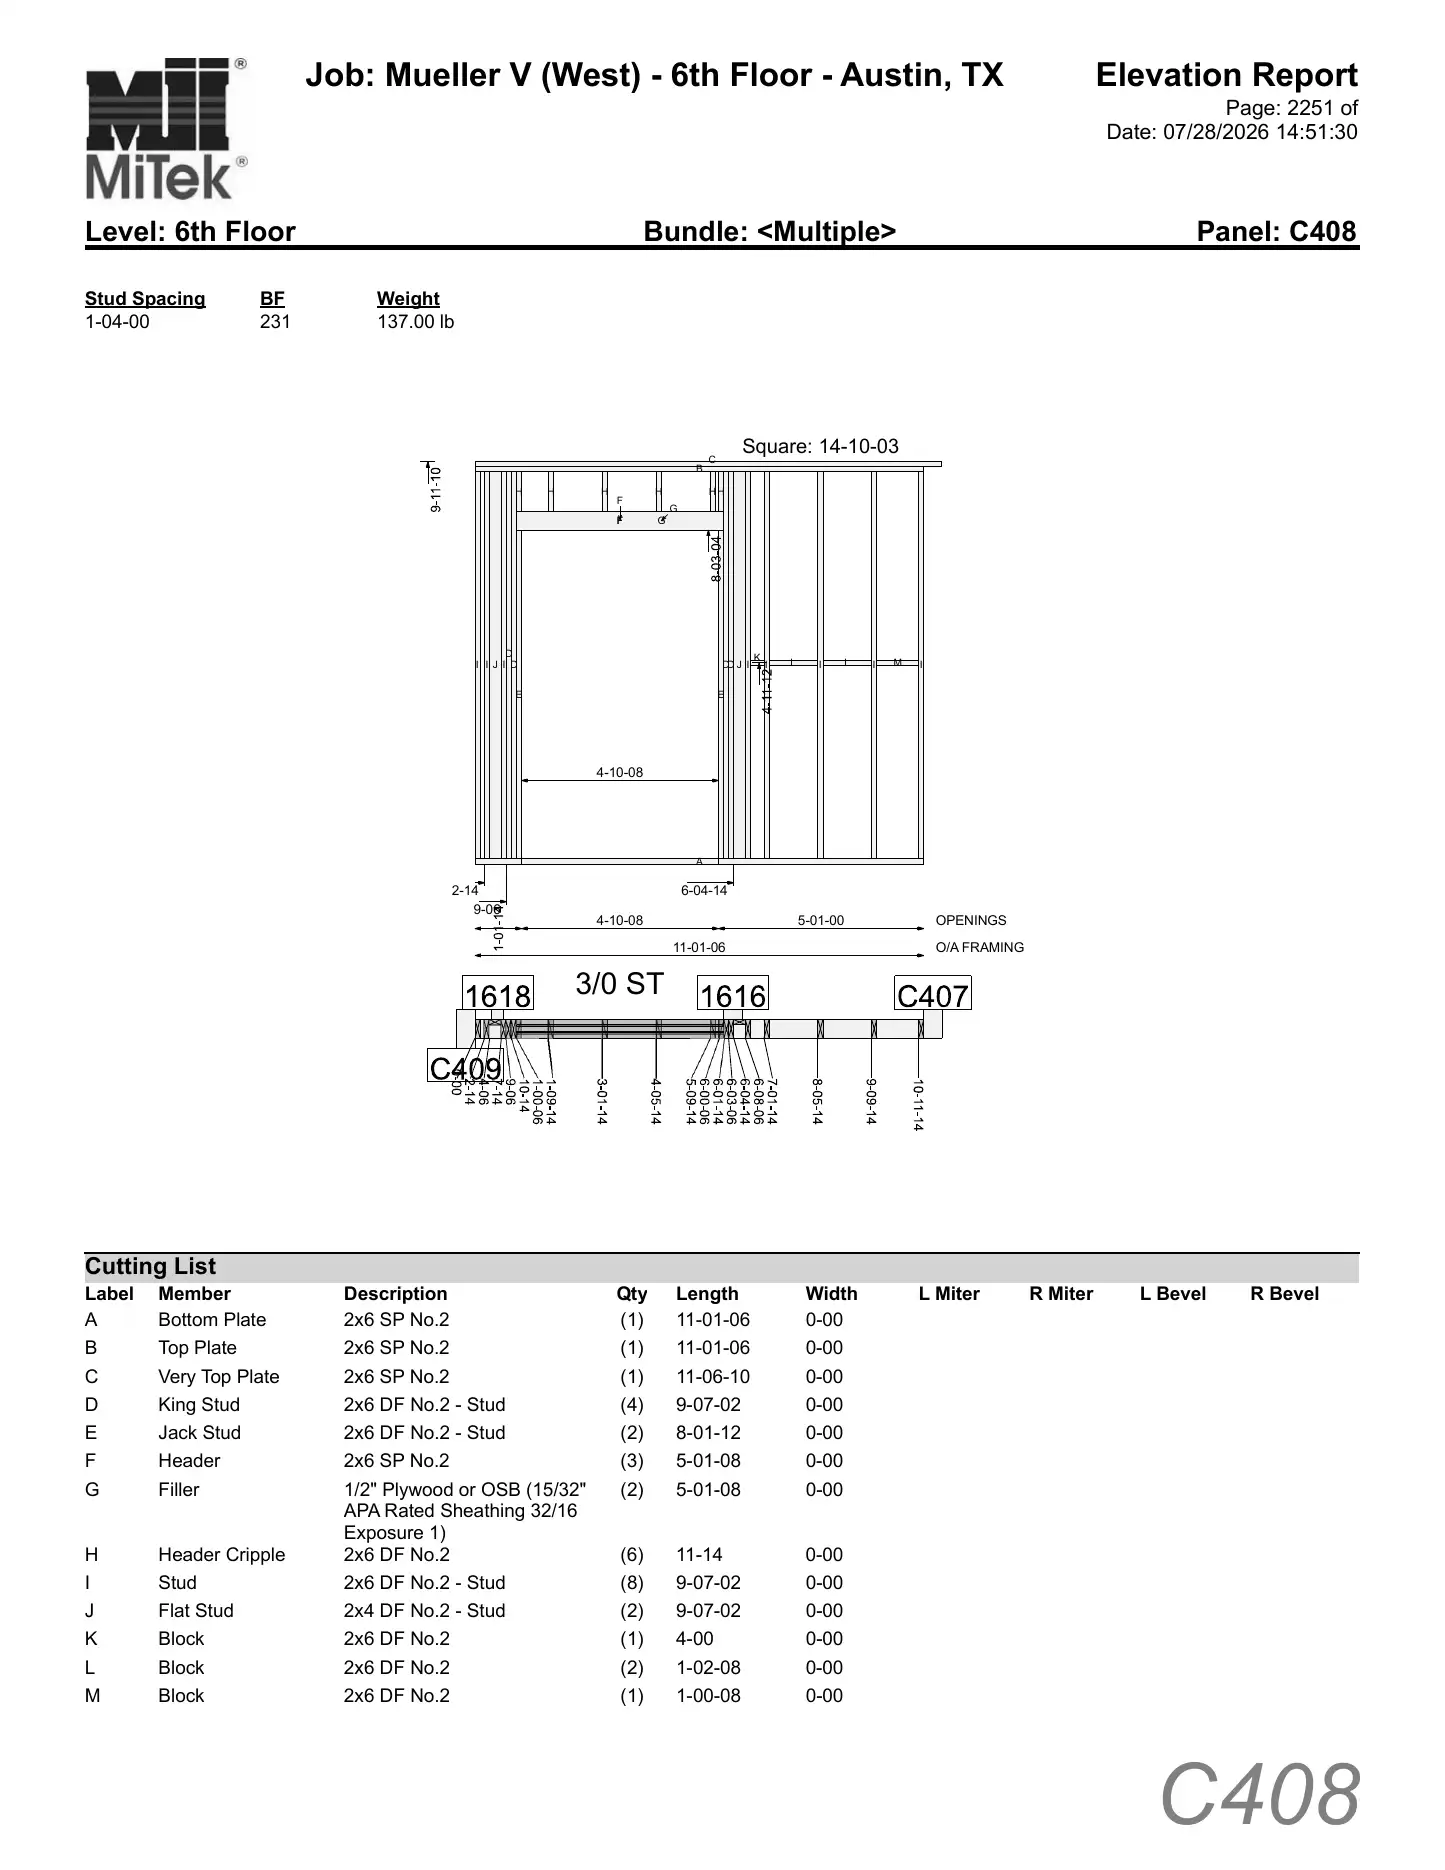 Job: Mueller V (West) - 6th Floor - Austin, TX
Elevation Report
Page: 2251 of
Date: 07/28/2026 14:51:30
MiTek®
Level: 6th Floor Bundle: <Multiple> Panel: C408
Stud Spacing BF Weight
1-04-00 231 137.00 lb
Square: 14-10-03
C
B
9-11-10
H H H H H H
F
G
F G
8-03-04
D
I I J I D D D J I K I L I L I M I
4-11-12
E E
4-10-08
A
2-14 6-04-14
9-06
1-01-14
4-10-08 5-01-00 OPENINGS
11-01-06 O/A FRAMING
3/0 ST
1618 1616 C407
C409
2-14
4-06
7-14
9-06
10-14
1-00-06
1-09-14
3-01-14
4-05-14
5-09-14
6-00-06
6-01-14
6-03-06
6-04-14
6-08-06
7-01-14
8-05-14
9-09-14
10-11-14
Cutting List
Label Member Description Qty Length Width L Miter R Miter L Bevel R Bevel
A Bottom Plate 2x6 SP No.2 (1) 11-01-06 0-00
B Top Plate 2x6 SP No.2 (1) 11-01-06 0-00
C Very Top Plate 2x6 SP No.2 (1) 11-06-10 0-00
D King Stud 2x6 DF No.2 - Stud (4) 9-07-02 0-00
E Jack Stud 2x6 DF No.2 - Stud (2) 8-01-12 0-00
F Header 2x6 SP No.2 (3) 5-01-08 0-00
G Filler 1/2" Plywood or OSB (15/32" (2) 5-01-08 0-00
APA Rated Sheathing 32/16
Exposure 1)
H Header Cripple 2x6 DF No.2 (6) 11-14 0-00
I Stud 2x6 DF No.2 - Stud (8) 9-07-02 0-00
J Flat Stud 2x4 DF No.2 - Stud (2) 9-07-02 0-00
K Block 2x6 DF No.2 (1) 4-00 0-00
L Block 2x6 DF No.2 (2) 1-02-08 0-00
M Block 2x6 DF No.2 (1) 1-00-08 0-00
C408